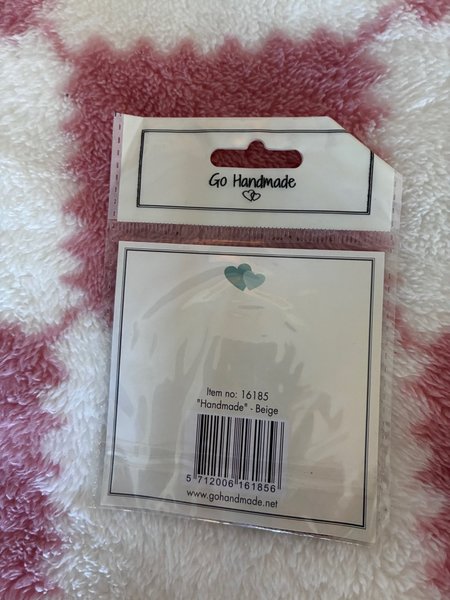 Go Handmade
Item no: 16185
"Handmade" - Beige
5 712006 161856
www.gohandmade.net